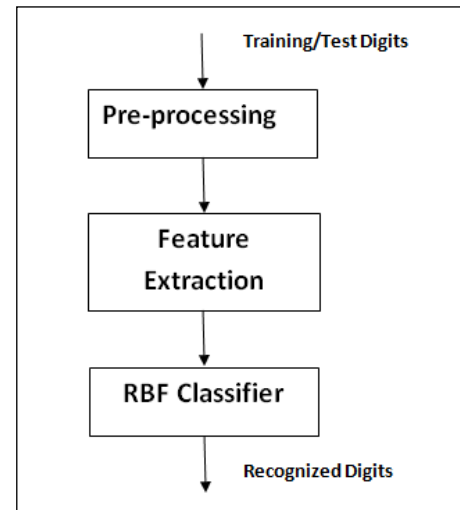 Training/Test Digits
Pre-processing
Feature
Extraction
RBF Classifier
Recognized Digits